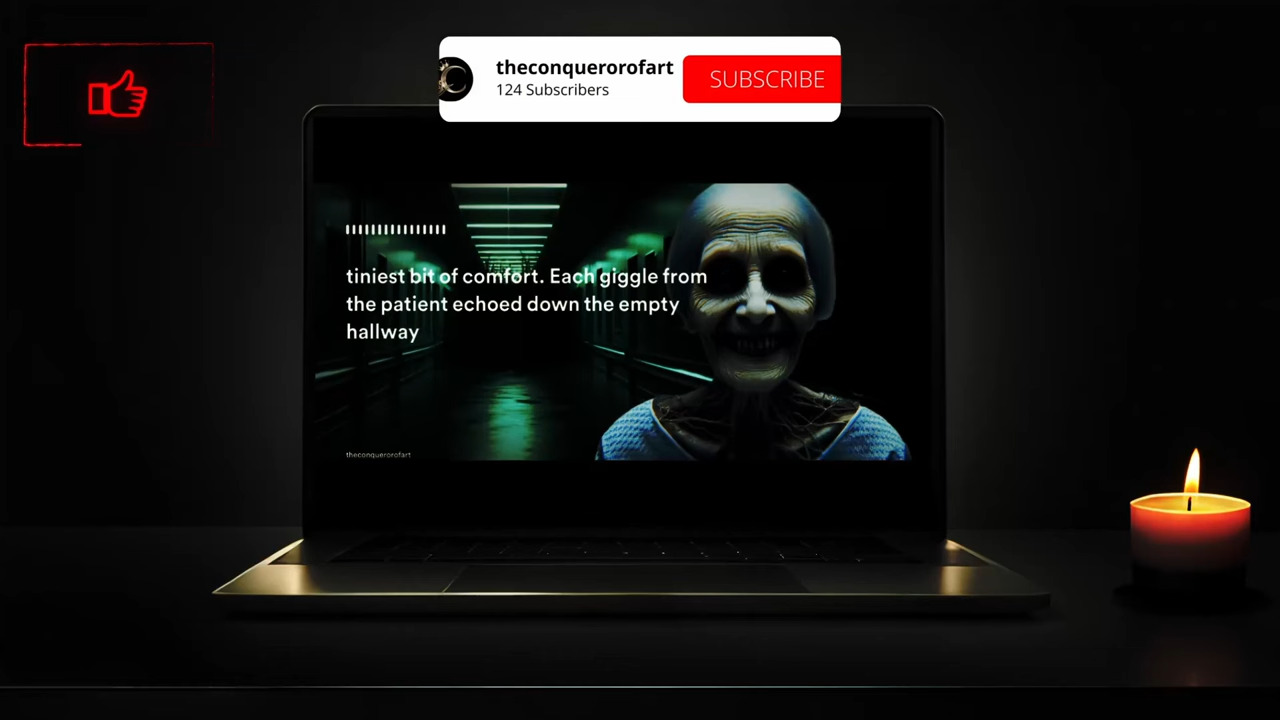 theconquerorofart
124 Subscribers
SUBSCRIBE
tiniest bit of comfort. Each giggle from
the patient echoed down the empty
hallway
theconquerorofart